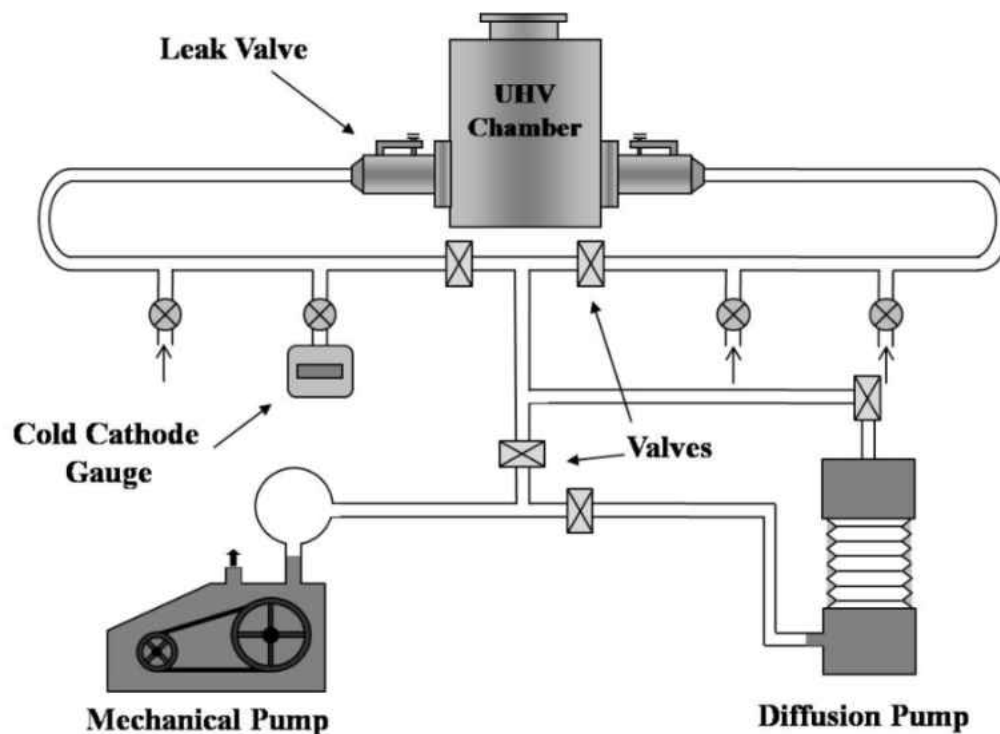 Leak Valve
UHV
Chamber
Cold Cathode
Gauge
Valves
Mechanical Pump
Diffusion Pump